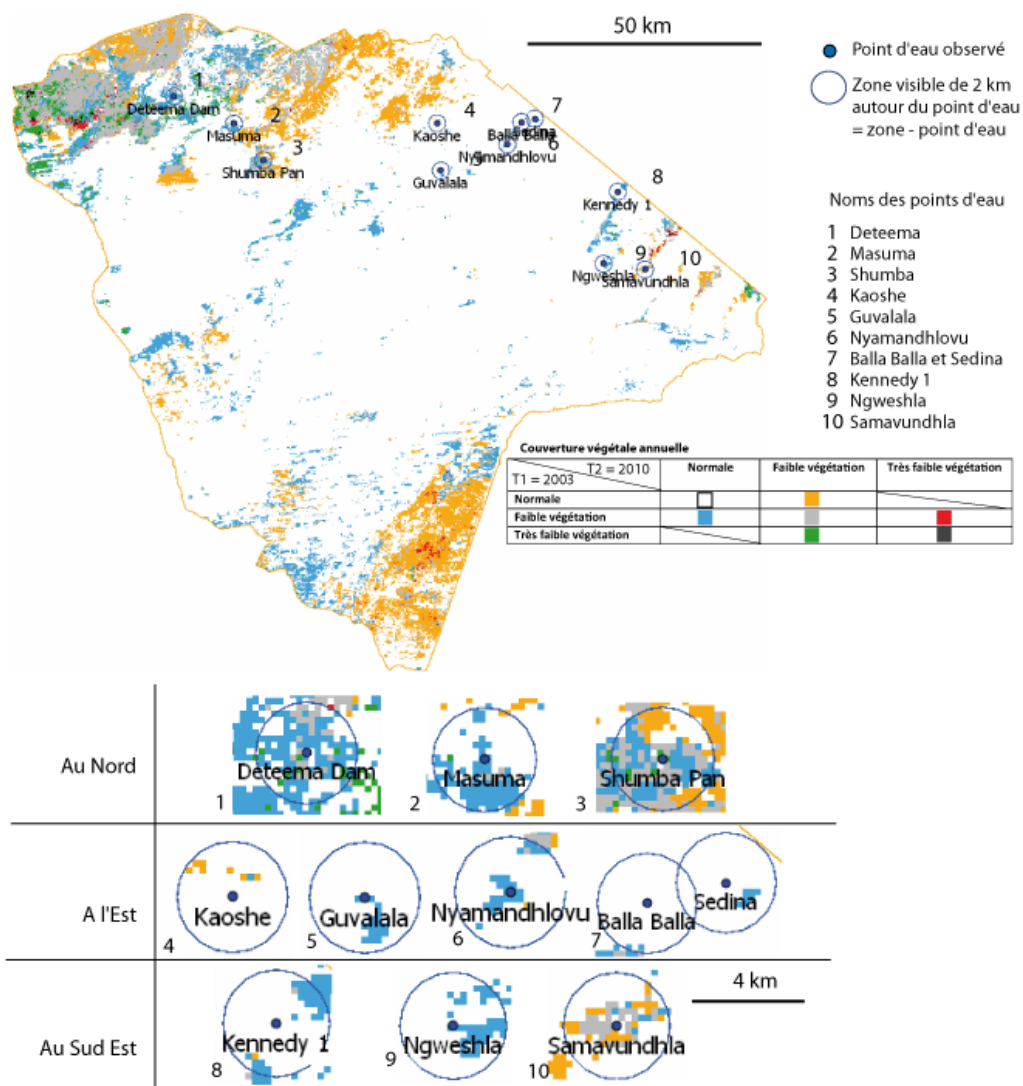 50 km
Point d'eau observé
Zone visible de 2 km
autour du point d'eau
= zone - point d'eau
1
Deteema Dam
2
Masuma
3
Shumba Pan
4
Kaoshe
5
Guvalala
6
Nyamandhlovu
7
Balla Balla
Sedina
8
Kennedy 1
9
Ngweshla
10
Samavundhla
Noms des points d'eau
1 Deteema
2 Masuma
3 Shumba
4 Kaoshe
5 Guvalala
6 Nyamandhlovu
7 Balla Balla et Sedina
8 Kennedy 1
9 Ngweshla
10 Samavundhla
Couverture végétale annuelle
T1 = 2003 T2 = 2010 Normale Faible végétation Très faible végétation
Normale
Faible végétation
Très faible végétation
Au Nord
Deteema Dam
1
Masuma
2
Shumba Pan
3
A l'Est
Kaoshe
4
Guvalala
5
Nyamandhlovu
6
Balla Balla
Sedina
7
4 km
Au Sud Est
Kennedy 1
8
Ngweshla
9
Samavundhla
10